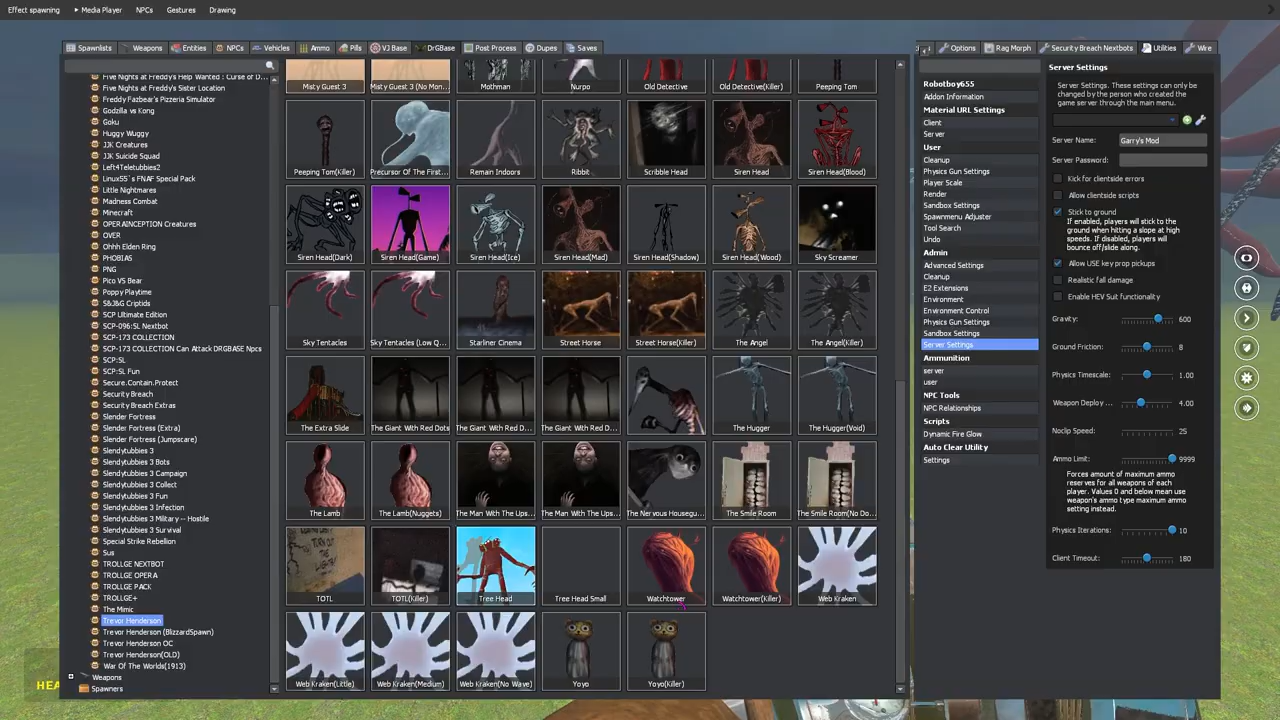 Effect spawning
Media Player
NPCs
Gestures
Drawing
Spawnlists
Weapons
Entities
NPCs
Vehicles
Ammo
Pills
VJ Base
DrGBase
Post Process
Dupes
Saves
Options
Rag Morph
Security Breach Nextbots
Utilities
Wire
Five Nights at Freddy's Help Wanted : Curse of D...
Five Nights at Freddy's Sister Location
Freddy Fazbear's Pizzeria Simulator
Godzilla vs Kong
Goku
Huggy Wuggy
JJK Creatures
JJK Suicide Squad
Left4Teletubbies2
Linux55`s FNAF Special Pack
Little Nightmares
Madness Combat
Minecraft
OPERAINCEPTION Creatures
OVER
Ohhh Elden Ring
PHOBIAS
PNG
Pico VS Bear
Poppy Playtime
S&J&G Criptids
SCP Ultimate Edition
SCP-096:SL Nextbot
SCP-173 COLLECTION
SCP-173 COLLECTION Can Attack DRGBASE Npcs
SCP:SL
SCP:SL Fun
Secure.Contain.Protect
Security Breach
Security Breach Extras
Slender Fortress
Slender Fortress (Extra)
Slender Fortress (Jumpscare)
Slendytubbies 3
Slendytubbies 3 Bots
Slendytubbies 3 Campaign
Slendytubbies 3 Collect
Slendytubbies 3 Fun
Slendytubbies 3 Infection
Slendytubbies 3 Military -- Hostile
Slendytubbies 3 Survival
Special Strike Rebellion
Sus
TROLLGE NEXTBOT
TROLLGE OPERA
TROLLGE PACK
TROLLGE+
The Mimic
Trevor Henderson
Trevor Henderson (BlizzardSpawn)
Trevor Henderson OC
Trevor Henderson(OLD)
War Of The Worlds(1913)
Weapons
Spawners
HEA
Misty Guest 3
Misty Guest 3 (No Mon...
Mothman
Nurpo
Old Detective
Old Detective(Killer)
Peeping Tom
Peeping Tom(Killer)
Precursor Of The First...
Remain Indoors
Ribbit
Scribble Head
Siren Head
Siren Head(Blood)
Siren Head(Dark)
Siren Head(Game)
Siren Head(Ice)
Siren Head(Mad)
Siren Head(Shadow)
Siren Head(Wood)
Sky Screamer
Sky Tentacles
Sky Tentacles (Low Q...
Starliner Cinema
Street Horse
Street Horse(Killer)
The Angel
The Angel(Killer)
The Extra Slide
The Giant With Red Dots
The Giant With Red D...
The Giant With Red D...
The Hugger
The Hugger(Void)
The Lamb
The Lamb(Nuggets)
The Man With The Ups...
The Man With The Ups...
The Nervous Housegu...
The Smile Room
The Smile Room(No Do...
TOTL
TOTL(Killer)
Tree Head
Tree Head Small
Watchtower
Watchtower(Killer)
Web Kraken
Web Kraken(Little)
Web Kraken(Medium)
Web Kraken(No Wave)
Yoyo
Yoyo(Killer)
Roboboy655
Addon Information
Material URL Settings
Client
Server
User
Cleanup
Physics Gun Settings
Player Scale
Render
Sandbox Settings
Spawnmenu Adjuster
Tool Search
Undo
Admin
Advanced Settings
Cleanup
E2 Extensions
Environment
Environment Control
Physics Gun Settings
Sandbox Settings
Server Settings
Ammunition
server
user
NPC Tools
NPC Relationships
Scripts
Dynamic Fire Glow
Auto Clear Utility
Settings
Server Settings
Server Settings. These settings can only be
changed by the person who created the
game server through the main menu.
Server Name: Garry's Mod
Server Password:
Kick for clientside errors
Allow clientside scripts
Stick to ground
If enabled, players will stick to the
ground when hitting a slope at high
speeds. If disabled, players will
bounce off/slide along.
Allow USE key prop pickups
Realistic fall damage
Enable HEV Suit functionality
Gravity: 600
Ground Friction: 8
Physics Timescale: 1.00
Weapon Deploy ... 4.00
Noclip Speed: 25
Ammo Limit: 9999
Forces amount of maximum ammo
reserves for all weapons of each
player. Values 0 and below mean use
weapon's ammo type maximum ammo
setting instead.
Physics Iterations: 10
Client Timeout: 180